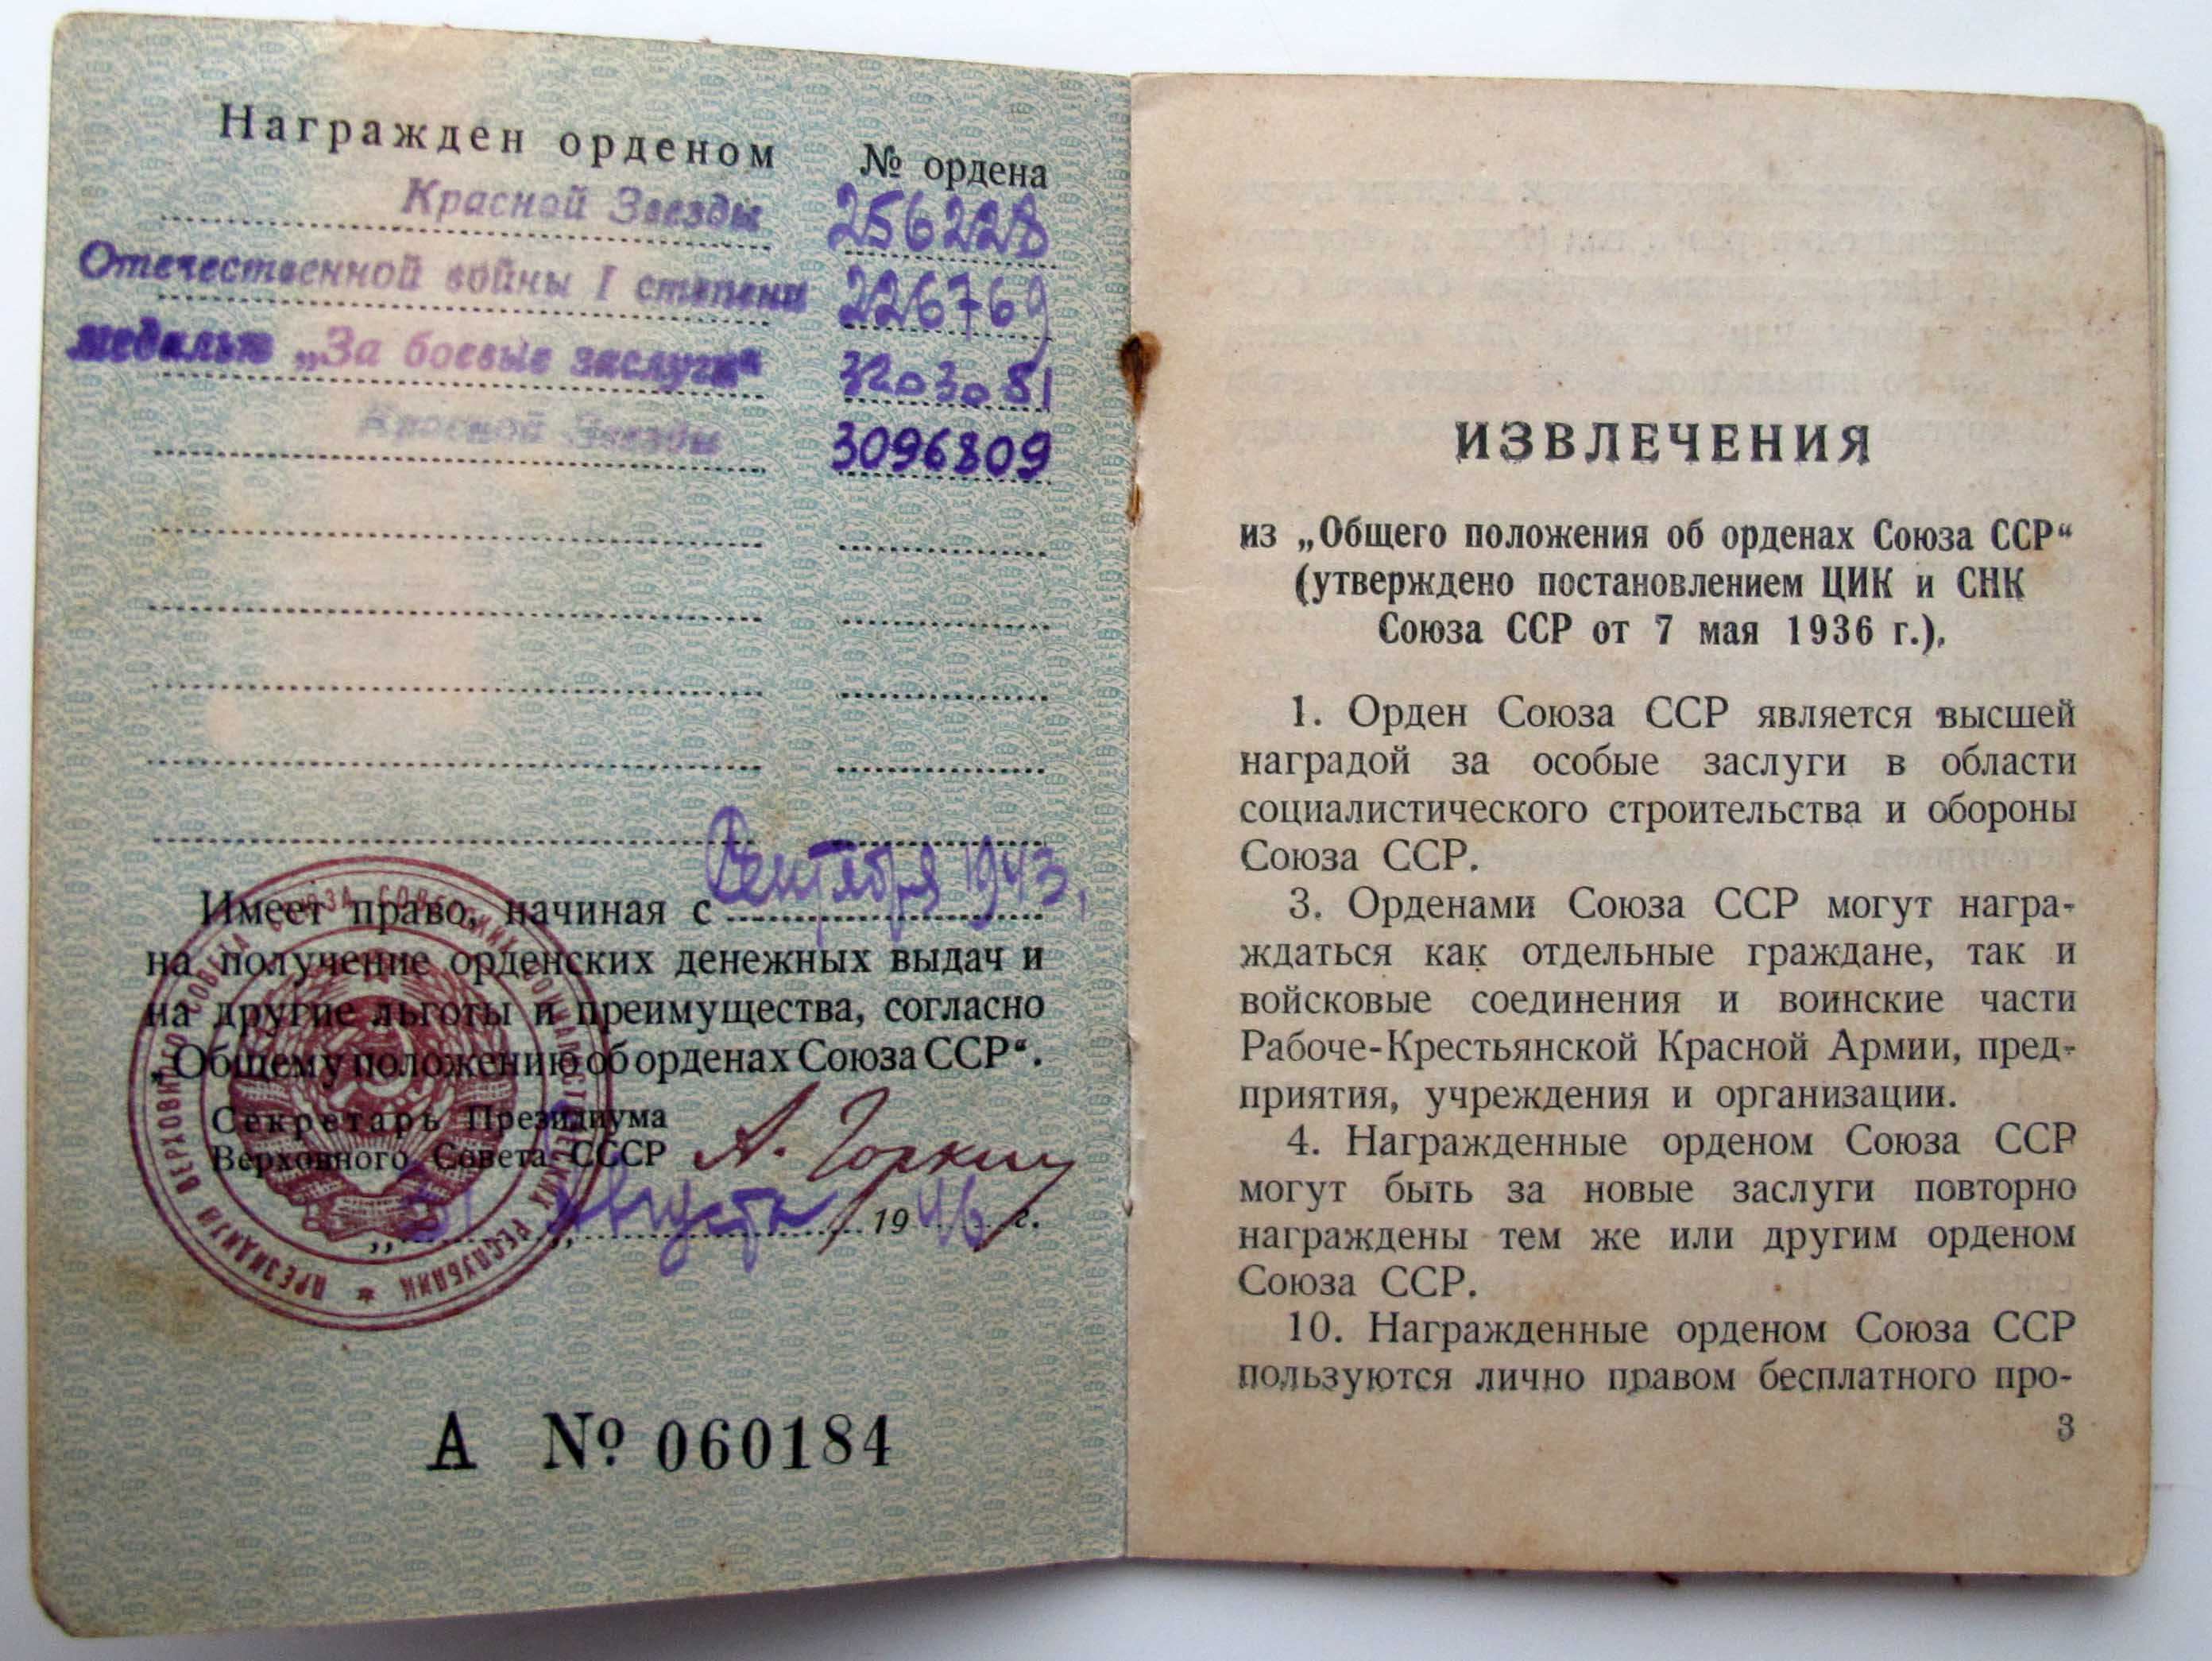 Награжден орденом № ордена
Красной Звезды 256228
Отечественной войны I степени 226769
медалью „За боевые заслуги“ 3203081
Красной Звезды 3096809
Имеет право, начиная с Сентября 1943,
на получение орденских денежных выдач и
на другие льготы и преимущества, согласно
„Общему положению об орденах Союза ССР“.
Секретарь Президиума
Верховного Совета СССР А. Горкин
„ “ Августа 1946 г.
ПРЕЗИДИУМ ВЕРХОВНОГО СОВЕТА СОЮЗА СОВЕТСКИХ СОЦИАЛИСТИЧЕСКИХ РЕСПУБЛИК
А № 060184
ИЗВЛЕЧЕНИЯ
из „Общего положения об орденах Союза ССР“
(утверждено постановлением ЦИК и СНК
Союза ССР от 7 мая 1936 г.).
1. Орден Союза ССР является высшей
наградой за особые заслуги в области
социалистического строительства и обороны
Союза ССР.
3. Орденами Союза ССР могут награ-
ждаться как отдельные граждане, так и
войсковые соединения и воинские части
Рабоче-Крестьянской Красной Армии, пред-
приятия, учреждения и организации.
4. Награжденные орденом Союза ССР
могут быть за новые заслуги повторно
награждены тем же или другим орденом
Союза ССР.
10. Награжденные орденом Союза ССР
пользуются лично правом бесплатного про-
3